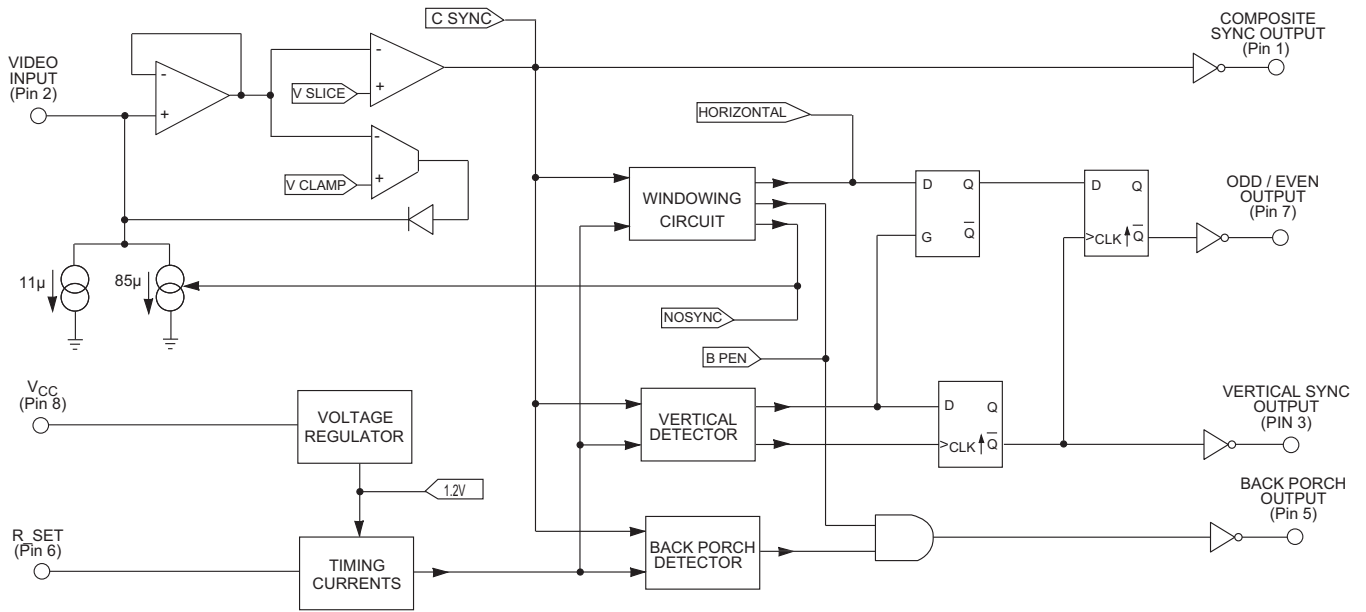 C SYNC
COMPOSITE
SYNC OUTPUT
(Pin 1)
VIDEO
INPUT
(Pin 2)
-
+
-
+
V SLICE
-
+
V CLAMP
HORIZONTAL
WINDOWING
CIRCUIT
D Q
G Q
D Q
>CLK Q
ODD / EVEN
OUTPUT
(Pin 7)
11µ
85µ
NOSYNC
B PEN
VCC
(Pin 8)
VOLTAGE
REGULATOR
VERTICAL
DETECTOR
D Q
>CLK Q
VERTICAL SYNC
OUTPUT
(PIN 3)
1.2V
BACK PORCH
OUTPUT
(Pin 5)
R_SET
(Pin 6)
TIMING
CURRENTS
BACK PORCH
DETECTOR